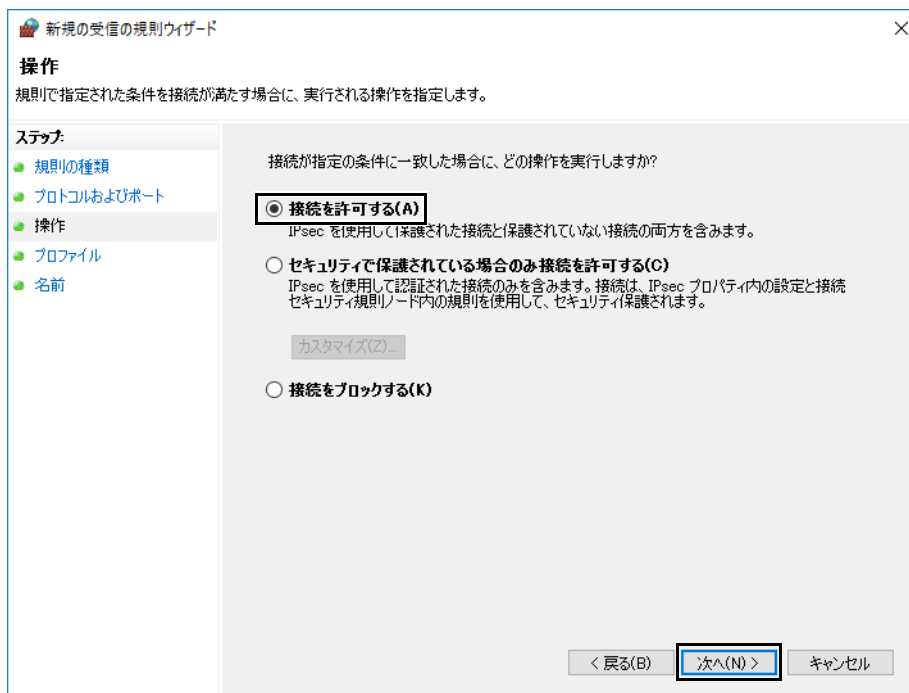 新規の受信の規則ウィザード
操作
規則で指定された条件を接続が満たす場合に、実行される操作を指定します。
ステップ:
規則の種類
プロトコルおよびポート
操作
プロファイル
名前
接続が指定の条件に一致した場合に、どの操作を実行しますか?
接続を許可する(A)
IPsec を使用して保護された接続と保護されていない接続の両方を含みます。
セキュリティで保護されている場合のみ接続を許可する(C)
IPsec を使用して認証された接続のみを含みます。接続は、IPsec プロパティ内の設定と接続
セキュリティ規則ノード内の規則を使用して、セキュリティ保護されます。
カスタマイズ(Z)...
接続をブロックする(K)
< 戻る(B)
次へ(N) >
キャンセル